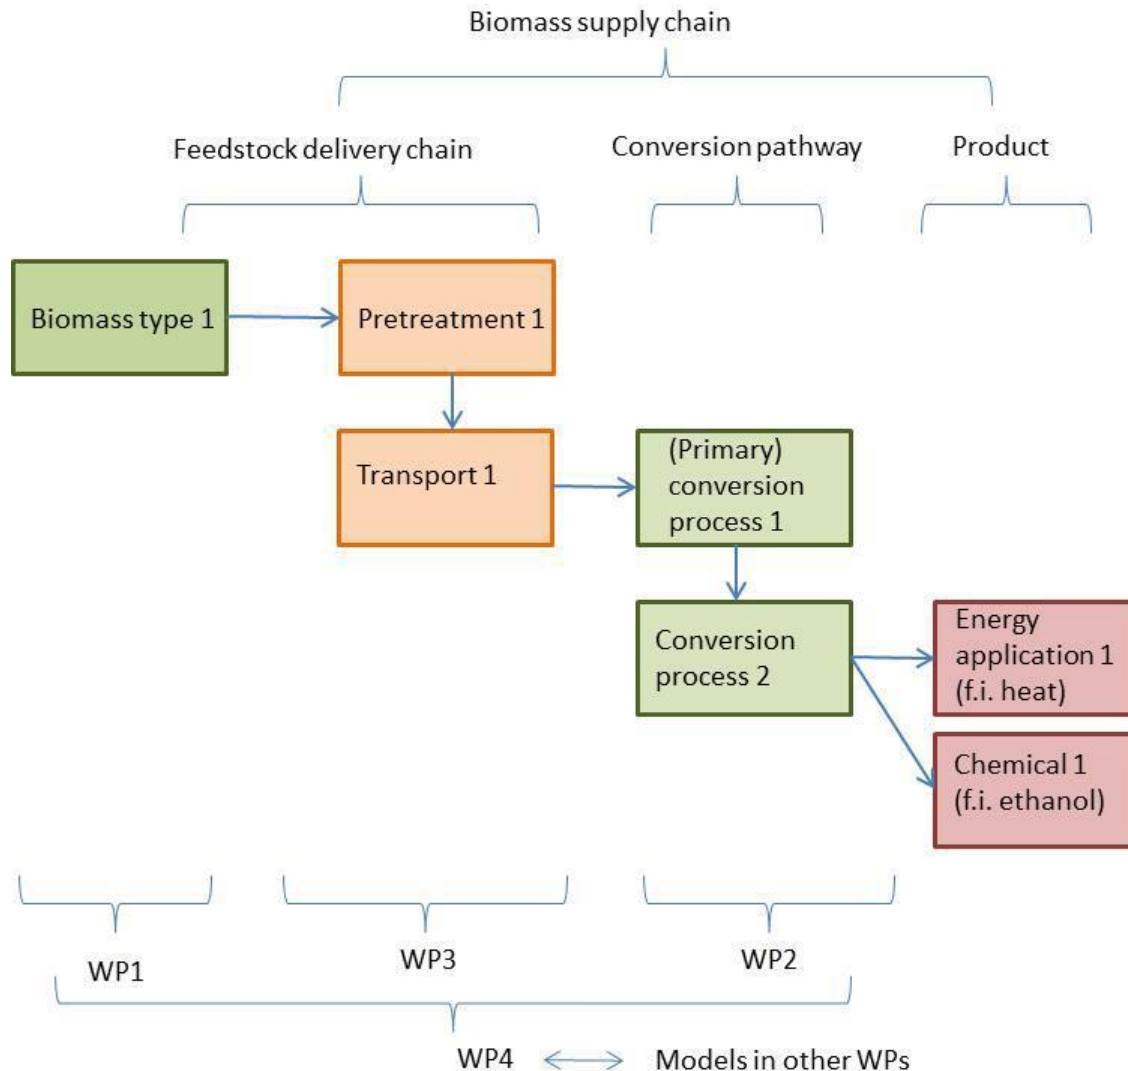 Biomass supply chain
Feedstock delivery chain
Conversion pathway
Product
Biomass type 1
Pretreatment 1
Transport 1
(Primary)
conversion
process 1
Conversion
process 2
Energy
application 1
(f.i. heat)
Chemical 1
(f.i. ethanol)
WP1
WP3
WP2
WP4
Models in other WPs